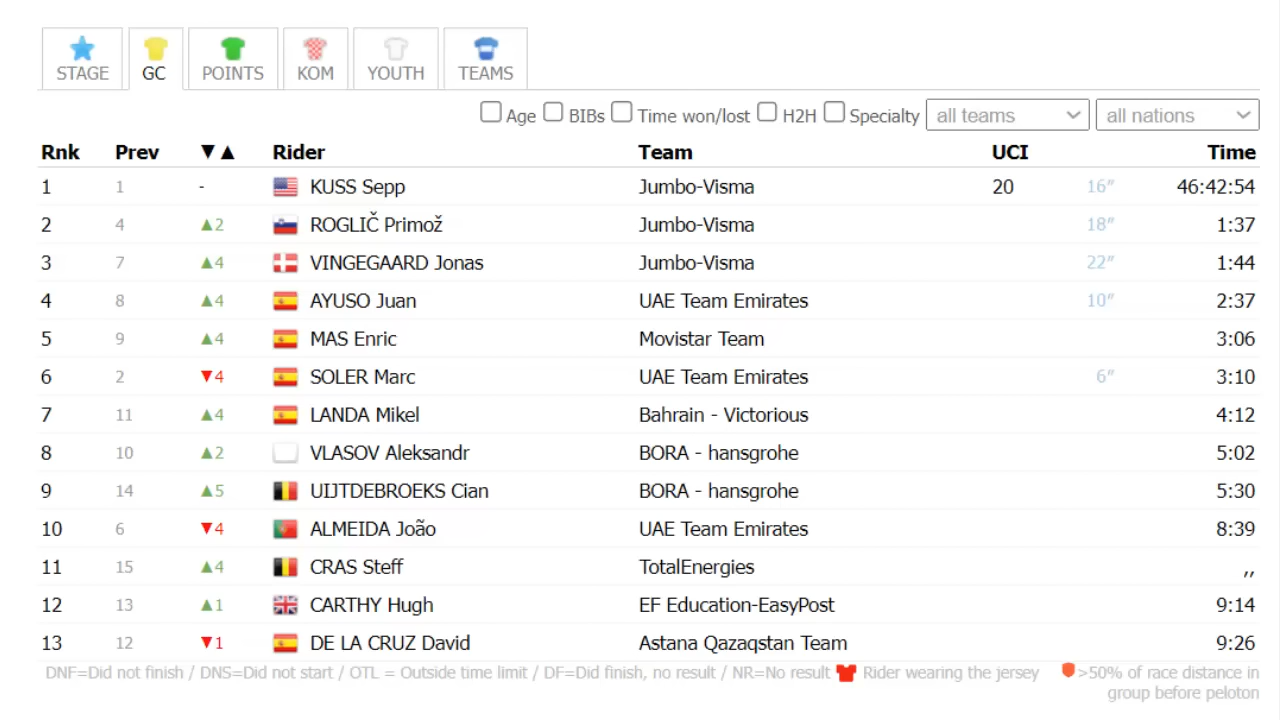 STAGE GC POINTS KOM YOUTH TEAMS
Age BIBs Time won/lost H2H Specialty all teams all nations
Rnk Prev ▼▲ Rider Team UCI Time
1 1 - KUSS Sepp Jumbo-Visma 20 16″ 46:42:54
2 4 ▲2 ROGLIČ Primož Jumbo-Visma 18″ 1:37
3 7 ▲4 VINGEGAARD Jonas Jumbo-Visma 22″ 1:44
4 8 ▲4 AYUSO Juan UAE Team Emirates 10″ 2:37
5 9 ▲4 MAS Enric Movistar Team 3:06
6 2 ▼4 SOLER Marc UAE Team Emirates 6″ 3:10
7 11 ▲4 LANDA Mikel Bahrain - Victorious 4:12
8 10 ▲2 VLASOV Aleksandr BORA - hansgrohe 5:02
9 14 ▲5 UIJTDEBROEKS Cian BORA - hansgrohe 5:30
10 6 ▼4 ALMEIDA João UAE Team Emirates 8:39
11 15 ▲4 CRAS Steff TotalEnergies ,,
12 13 ▲1 CARTHY Hugh EF Education-EasyPost 9:14
13 12 ▼1 DE LA CRUZ David Astana Qazaqstan Team 9:26
DNF=Did not finish / DNS=Did not start / OTL = Outside time limit / DF=Did finish, no result / NR=No result Rider wearing the jersey >50% of race distance in
group before peloton